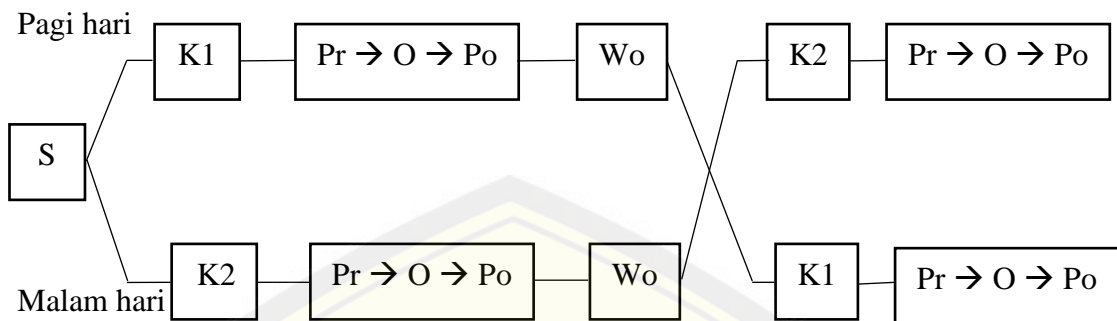 Pagi hari
K1
Pr → O → Po
Wo
K2
Pr → O → Po
S
K2
Pr → O → Po
Wo
K1
Pr → O → Po
Malam hari